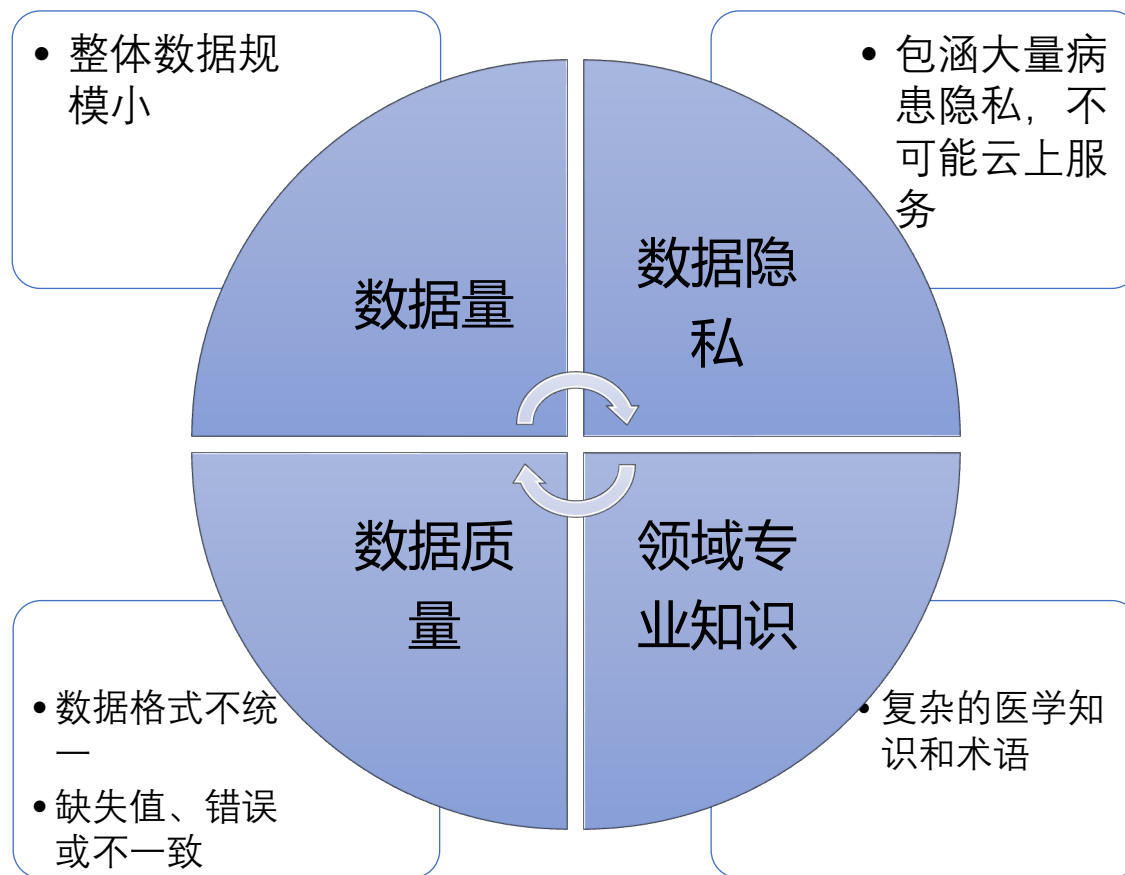 • 整体数据规
模小
• 包涵大量病
患隐私，不
可能云上服
务
数据量
数据隐
私
数据质
量
领域专
业知识
• 数据格式不统
一
• 缺失值、错误
或不一致
• 复杂的医学知
识和术语